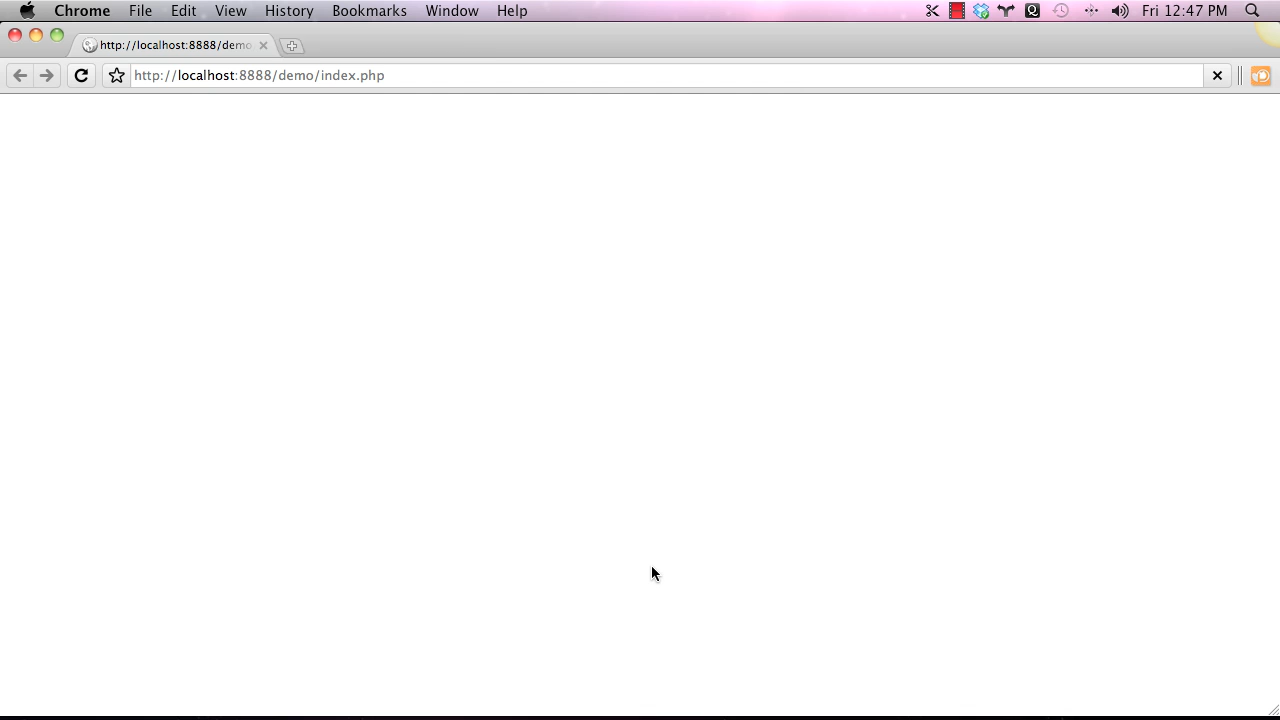 Chrome File Edit View History Bookmarks Window Help Q Fri 12:47 PM
http://localhost:8888/demo
http://localhost:8888/demo/index.php